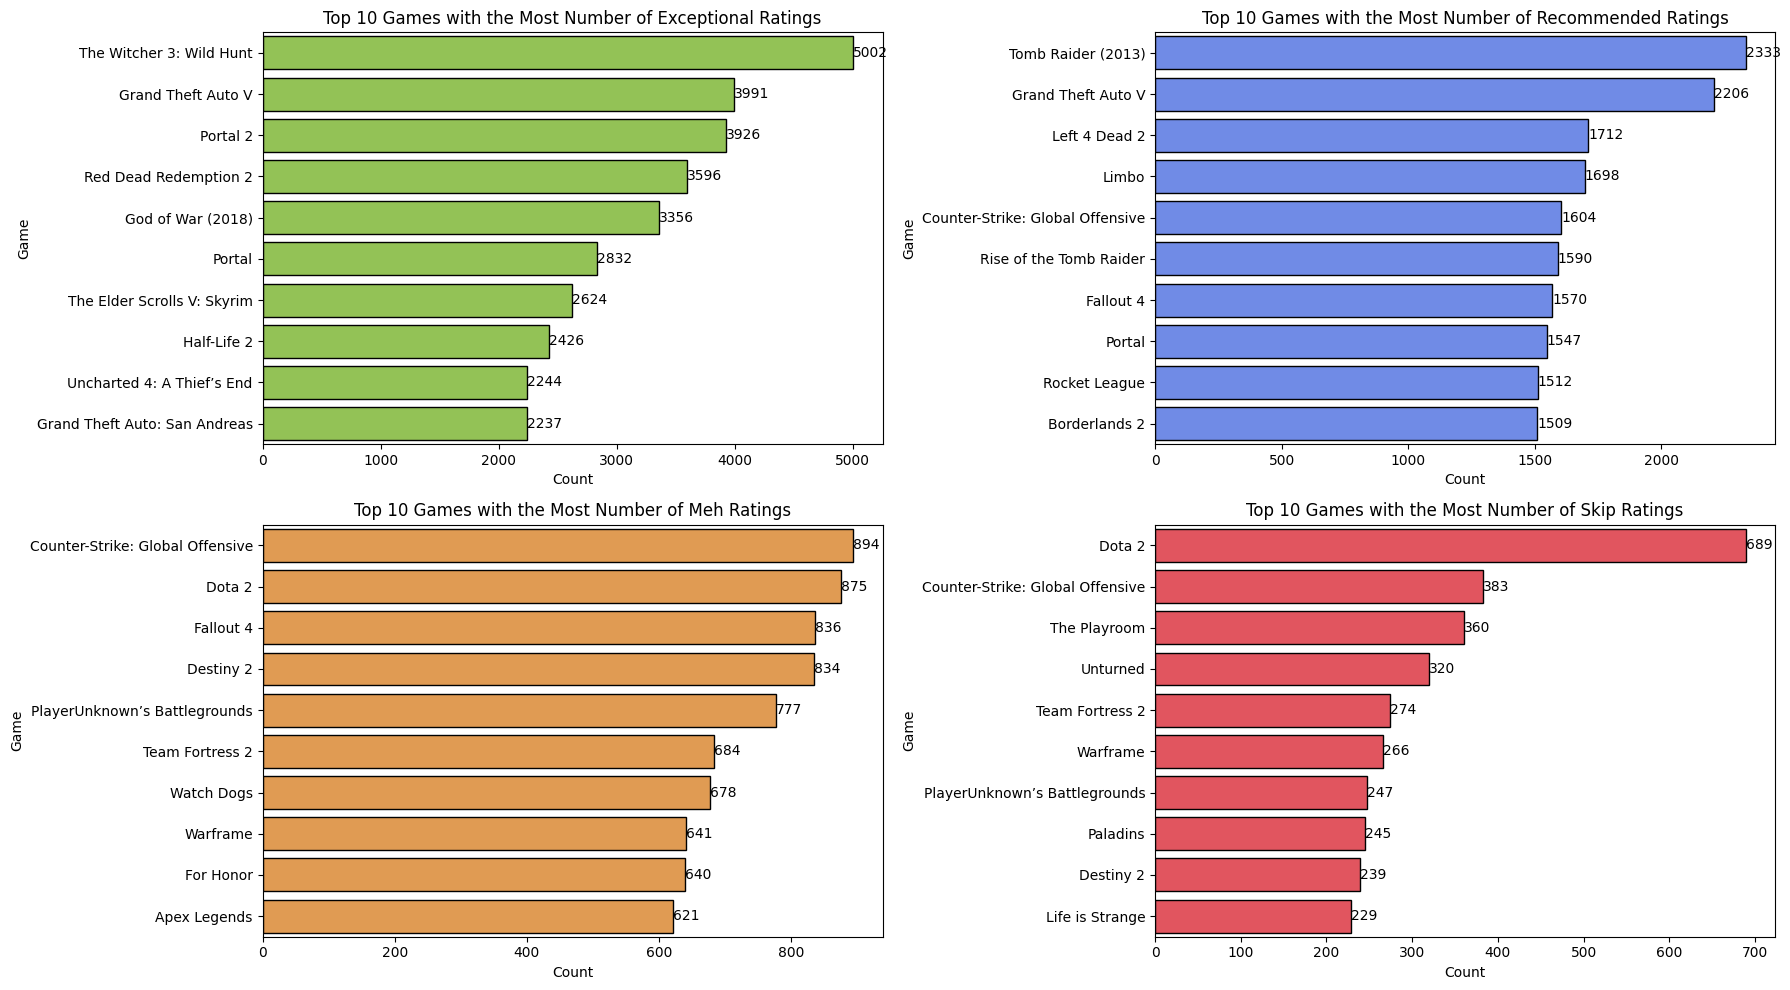 Top 10 Games with the Most Number of Exceptional Ratings
Game
The Witcher 3: Wild Hunt 5002
Grand Theft Auto V 3991
Portal 2 3926
Red Dead Redemption 2 3596
God of War (2018) 3356
Portal 2832
The Elder Scrolls V: Skyrim 2624
Half-Life 2 2426
Uncharted 4: A Thief’s End 2244
Grand Theft Auto: San Andreas 2237
0 1000 2000 3000 4000 5000
Count
Top 10 Games with the Most Number of Recommended Ratings
Game
Tomb Raider (2013) 2333
Grand Theft Auto V 2206
Left 4 Dead 2 1712
Limbo 1698
Counter-Strike: Global Offensive 1604
Rise of the Tomb Raider 1590
Fallout 4 1570
Portal 1547
Rocket League 1512
Borderlands 2 1509
0 500 1000 1500 2000
Count
Top 10 Games with the Most Number of Meh Ratings
Game
Counter-Strike: Global Offensive 894
Dota 2 875
Fallout 4 836
Destiny 2 834
PlayerUnknown’s Battlegrounds 777
Team Fortress 2 684
Watch Dogs 678
Warframe 641
For Honor 640
Apex Legends 621
0 200 400 600 800
Count
Top 10 Games with the Most Number of Skip Ratings
Game
Dota 2 689
Counter-Strike: Global Offensive 383
The Playroom 360
Unturned 320
Team Fortress 2 274
Warframe 266
PlayerUnknown’s Battlegrounds 247
Paladins 245
Destiny 2 239
Life is Strange 229
0 100 200 300 400 500 600 700
Count